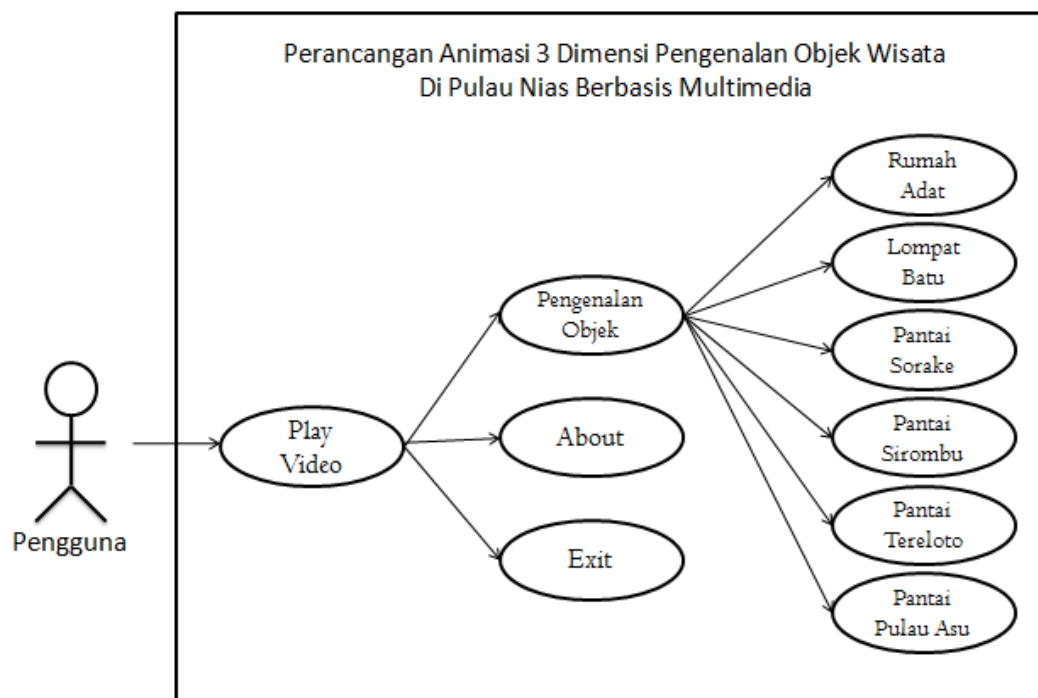 Perancangan Animasi 3 Dimensi Pengenalan Objek Wisata
Di Pulau Nias Berbasis Multimedia
Pengguna
Play
Video
Pengenalan
Objek
About
Exit
Rumah
Adat
Lompat
Batu
Pantai
Sorake
Pantai
Sirombu
Pantai
Tereloto
Pantai
Pulau Asu